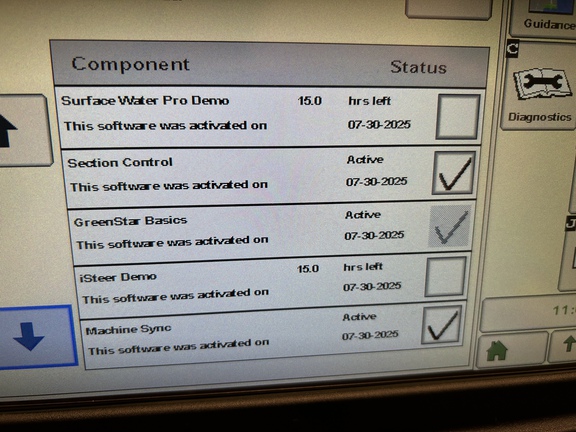 Guidance
Component Status
C
Surface Water Pro Demo 15.0 hrs left
This software was activated on 07-30-2025
Diagnostics
Section Control Active
This software was activated on 07-30-2025
GreenStar Basics Active
This software was activated on 07-30-2025
iSteer Demo 15.0 hrs left
This software was activated on 07-30-2025
Machine Sync Active
This software was activated on 07-30-2025
11: